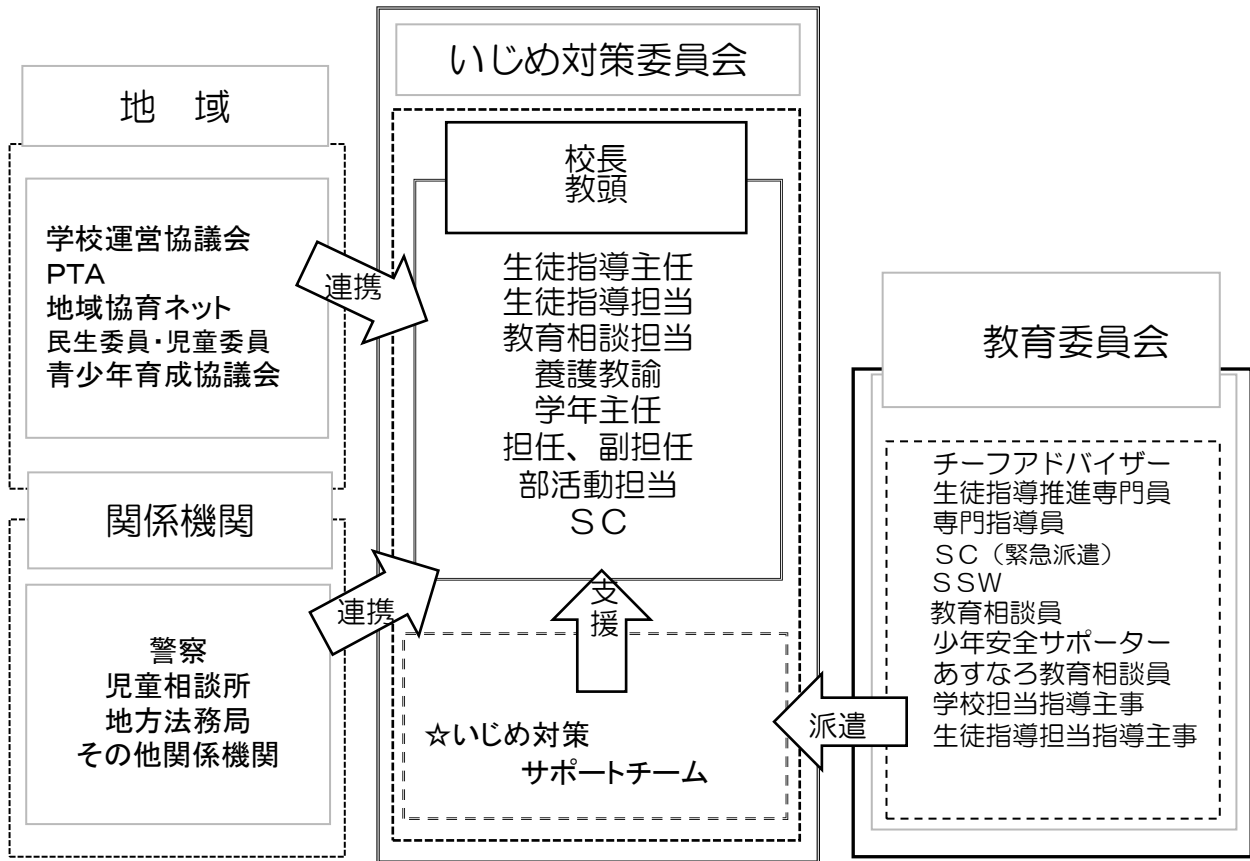 地　域
学校運営協議会
PTA
地域協育ネット
民生委員・児童委員
青少年育成協議会
連携
関係機関
警察
児童相談所
地方法務局
その他関係機関
連携
いじめ対策委員会
校長
教頭
生徒指導主任
生徒指導担当
教育相談担当
養護教諭
学年主任
担任、副担任
部活動担当
ＳＣ
支援
☆いじめ対策
サポートチーム
派遣
教育委員会
チーフアドバイザー
生徒指導推進専門員
専門指導員
ＳＣ（緊急派遣）
ＳＳＷ
教育相談員
少年安全サポーター
あすなろ教育相談員
学校担当指導主事
生徒指導担当指導主事